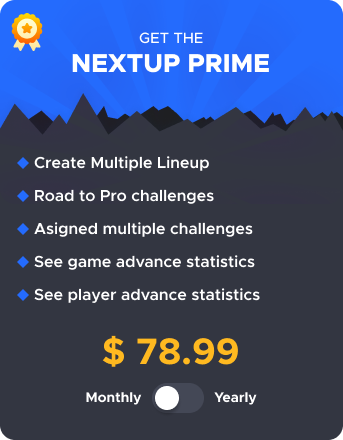 GET THE
NEXTUP PRIME
Create Multiple Lineup
Road to Pro challenges
Asigned multiple challenges
See game advance statistics
See player advance statistics
$ 78.99
Monthly Yearly